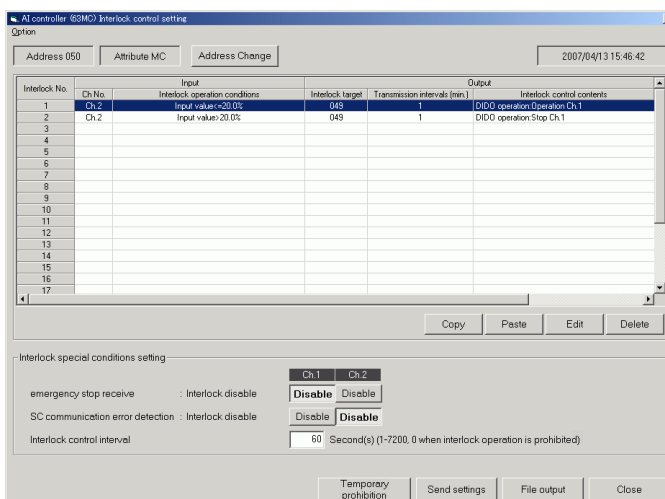 AI controller (63MC) Interlock control setting
Option
Address 050 Attribute MC Address Change 2007/04/13 15:46:42
Interlock No. Input Output
Ch No. Interlock operation conditions Interlock target Transmission intervals (min.) Interlock control contents
1 Ch.2 Input value<=20.0% 049 1 DIDO operation:Operation Ch.1
2 Ch.2 Input value>20.0% 049 1 DIDO operation:Stop Ch.1
3
4
5
6
7
8
9
10
11
12
13
14
15
16
17
Copy Paste Edit Delete
Interlock special conditions setting
Ch.1 Ch.2
emergency stop receive : Interlock disable Disable Disable
SC communication error detection : Interlock disable Disable Disable
Interlock control interval 60 Second(s) (1-7200, 0 when interlock operation is prohibited)
Temporary prohibition Send settings File output Close